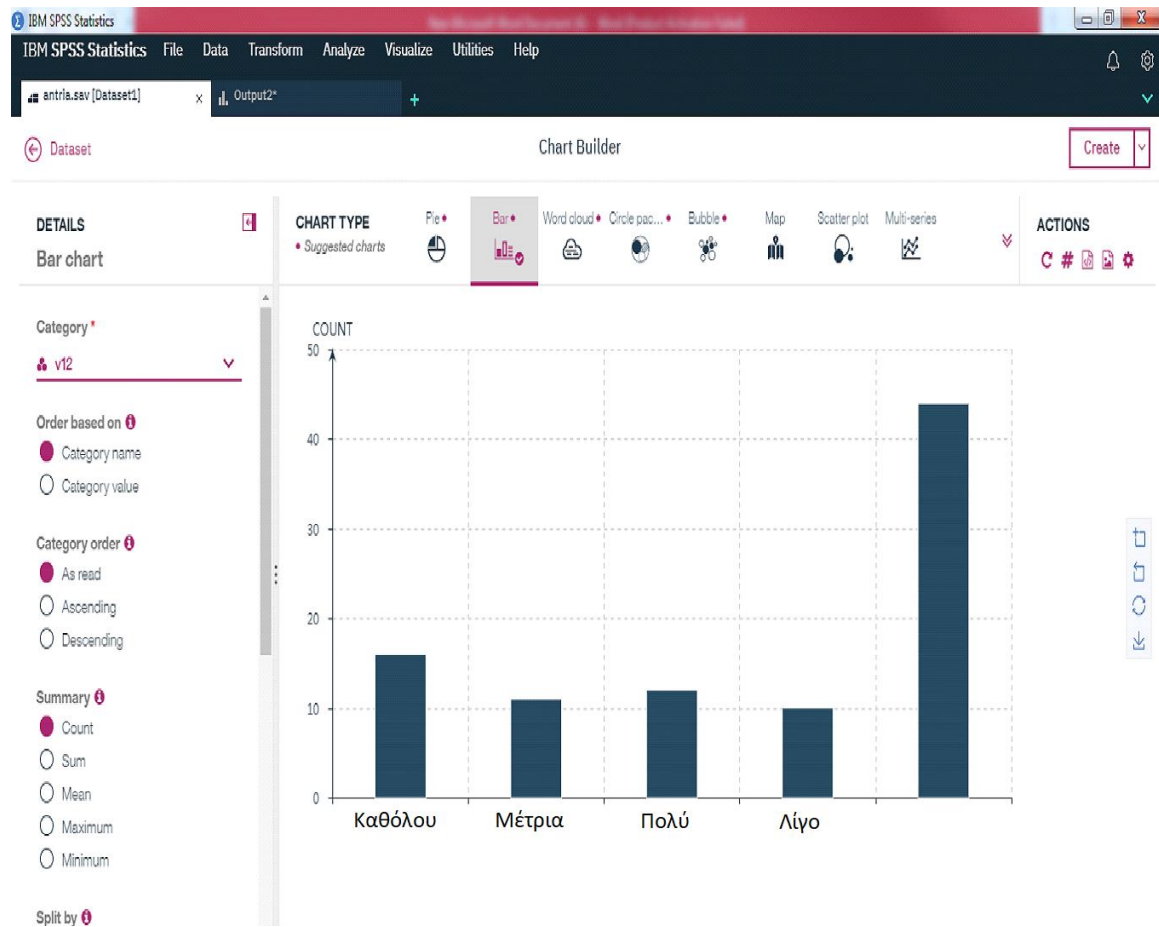 IBM SPSS Statistics
IBM SPSS Statistics File Data Transform Analyze Visualize Utilities Help
antria.sav [Dataset1] x Output2* +
Dataset Chart Builder Create
DETAILS
Bar chart
CHART TYPE
• Suggested charts
Pie • Bar • Word cloud • Circle pac... • Bubble • Map Scatter plot Multi-series
ACTIONS
Category *
v12
Order based on
Category name
Category value
Category order
As read
Ascending
Descending
Summary
Count
Sum
Mean
Maximum
Minimum
Split by
COUNT
50
40
30
20
10
0
Καθόλου Μέτρια Πολύ Λίγο